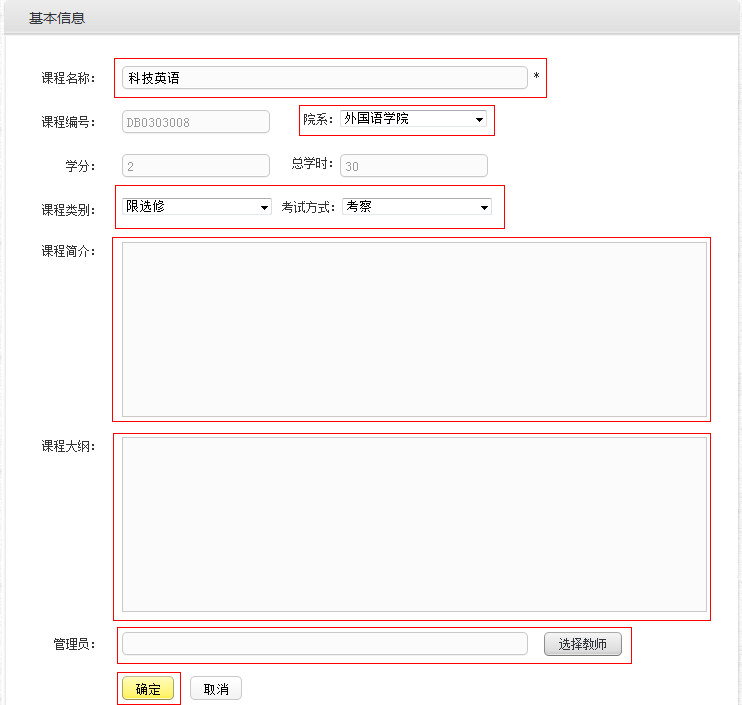 基本信息
课程名称： 科技英语 *
课程编号： DB0303008 院系： 外国语学院
学分： 2 总学时： 30
课程类别： 限选修 考试方式： 考察
课程简介：
课程大纲：
管理员： 选择教师
确定 取消